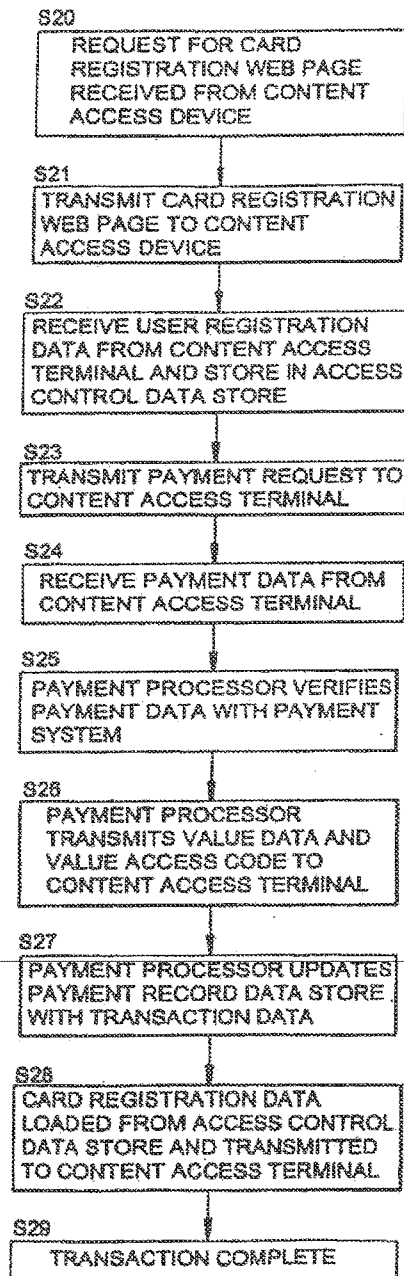 S20
REQUEST FOR CARD
REGISTRATION WEB PAGE
RECEIVED FROM CONTENT
ACCESS DEVICE
S21
TRANSMIT CARD REGISTRATION
WEB PAGE TO CONTENT
ACCESS DEVICE
S22
RECEIVE USER REGISTRATION
DATA FROM CONTENT ACCESS
TERMINAL AND STORE IN ACCESS
CONTROL DATA STORE
S23
TRANSMIT PAYMENT REQUEST TO
CONTENT ACCESS TERMINAL
S24
RECEIVE PAYMENT DATA FROM
CONTENT ACCESS TERMINAL
S25
PAYMENT PROCESSOR VERIFIES
PAYMENT DATA WITH PAYMENT
SYSTEM
S26
PAYMENT PROCESSOR
TRANSMITS VALUE DATA AND
VALUE ACCESS CODE TO
CONTENT ACCESS TERMINAL
S27
PAYMENT PROCESSOR UPDATES
PAYMENT RECORD DATA STORE
WITH TRANSACTION DATA
S28
CARD REGISTRATION DATA
LOADED FROM ACCESS CONTROL
DATA STORE AND TRANSMITTED
TO CONTENT ACCESS TERMINAL
S29
TRANSACTION COMPLETE